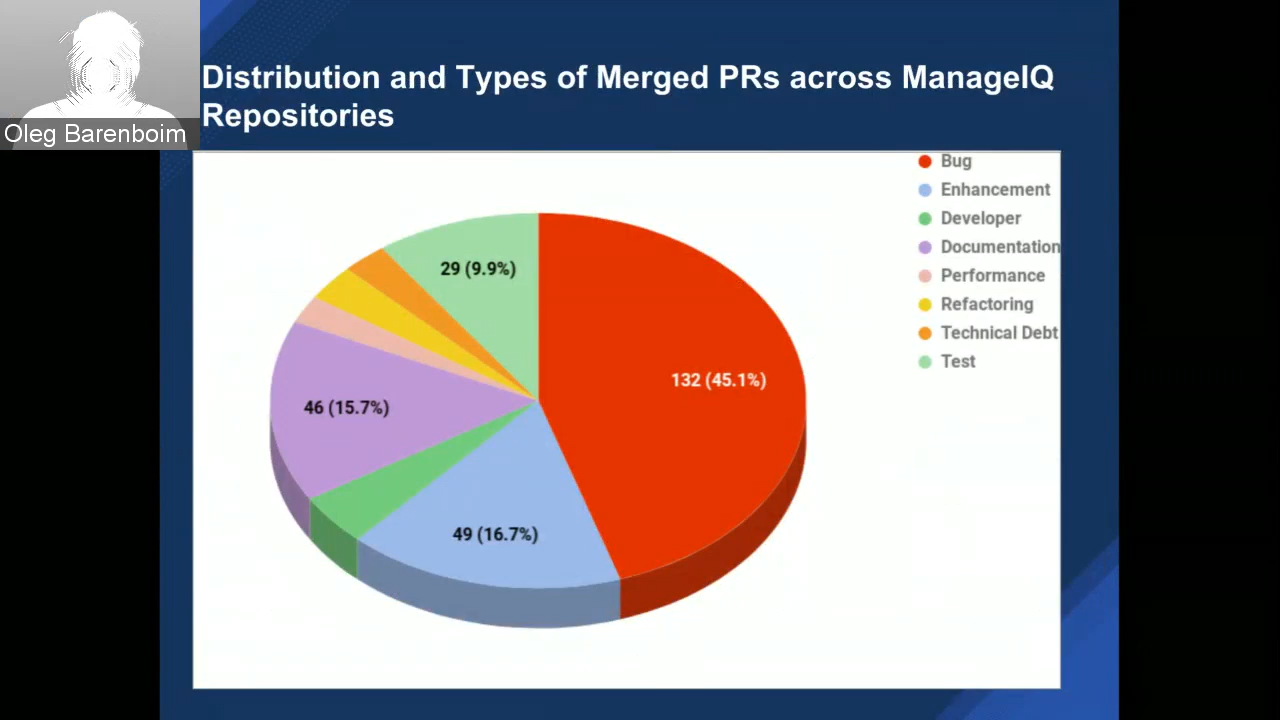 Distribution and Types of Merged PRs across ManageIQ
Repositories
Oleg Barenboim
Bug
Enhancement
Developer
Documentation
Performance
Refactoring
Technical Debt
Test
29 (9.9%)
132 (45.1%)
46 (15.7%)
49 (16.7%)